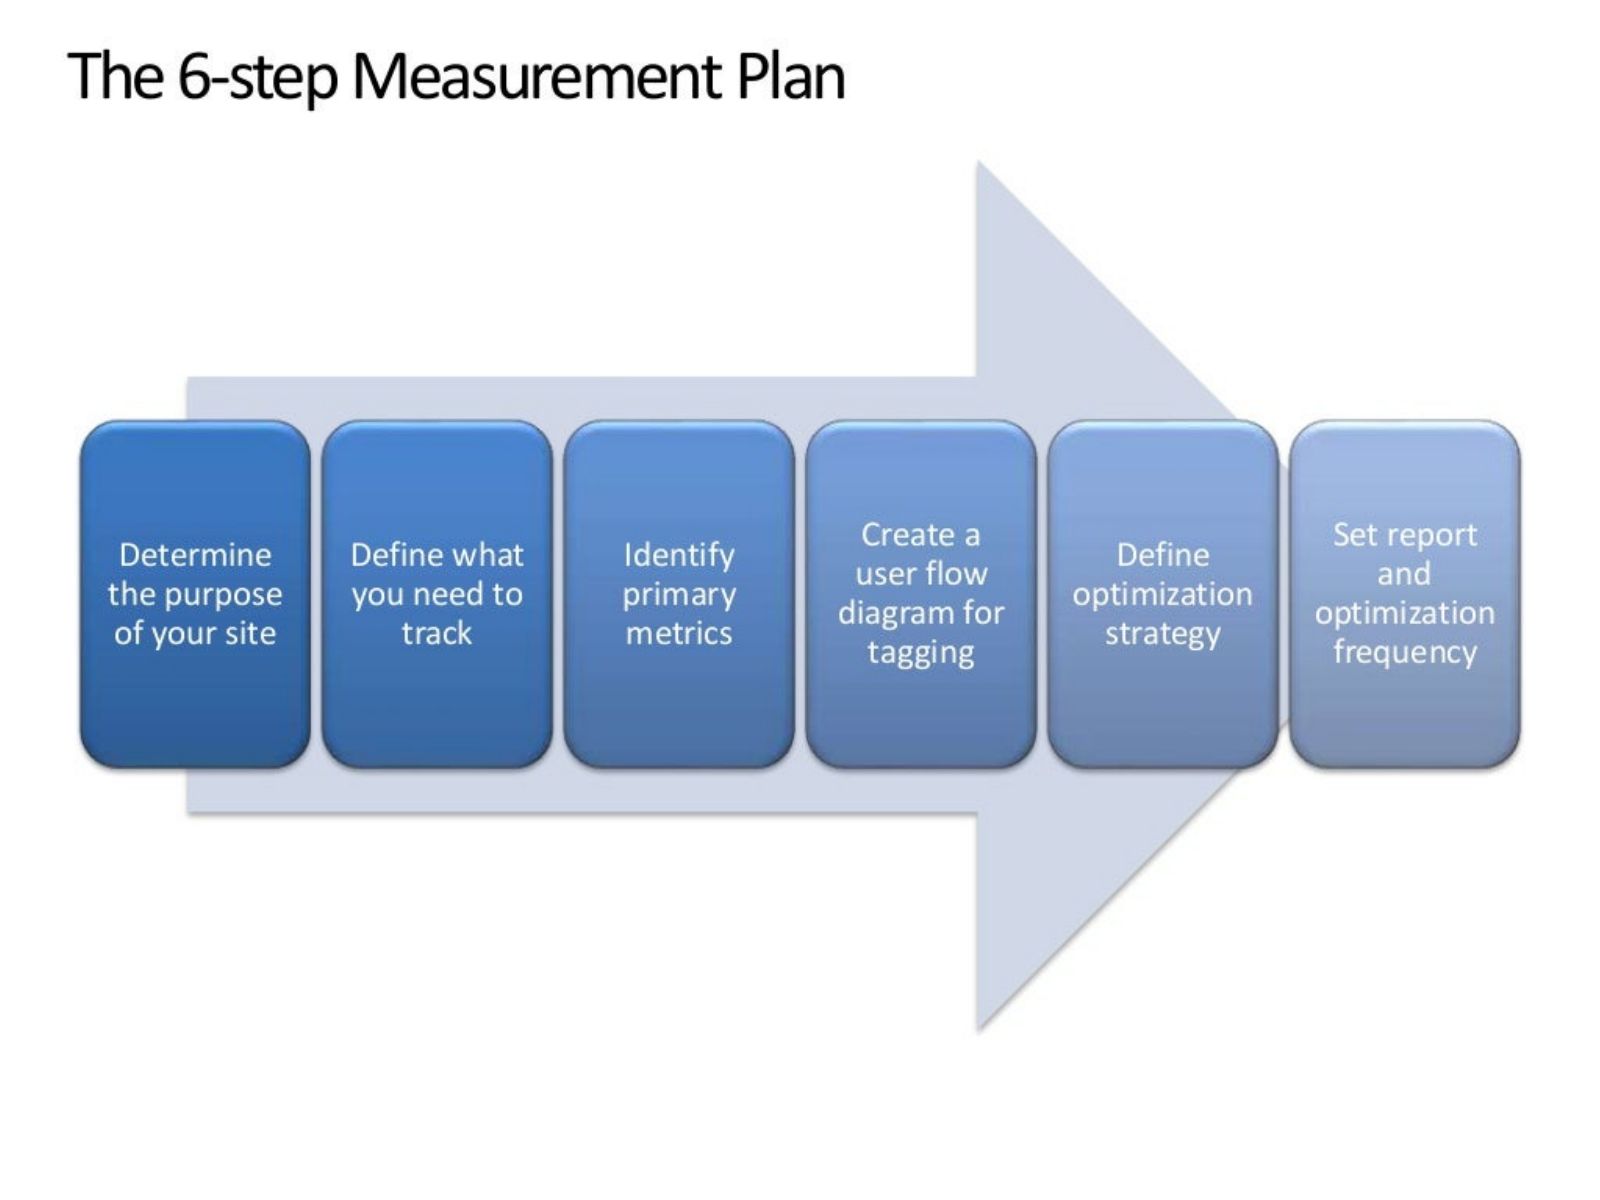 The 6-step Measurement Plan
Determine
the purpose
of your site
Define what
you need to
track
Identify
primary
metrics
Create a
user flow
diagram for
tagging
Define
optimization
strategy
Set report
and
optimization
frequency